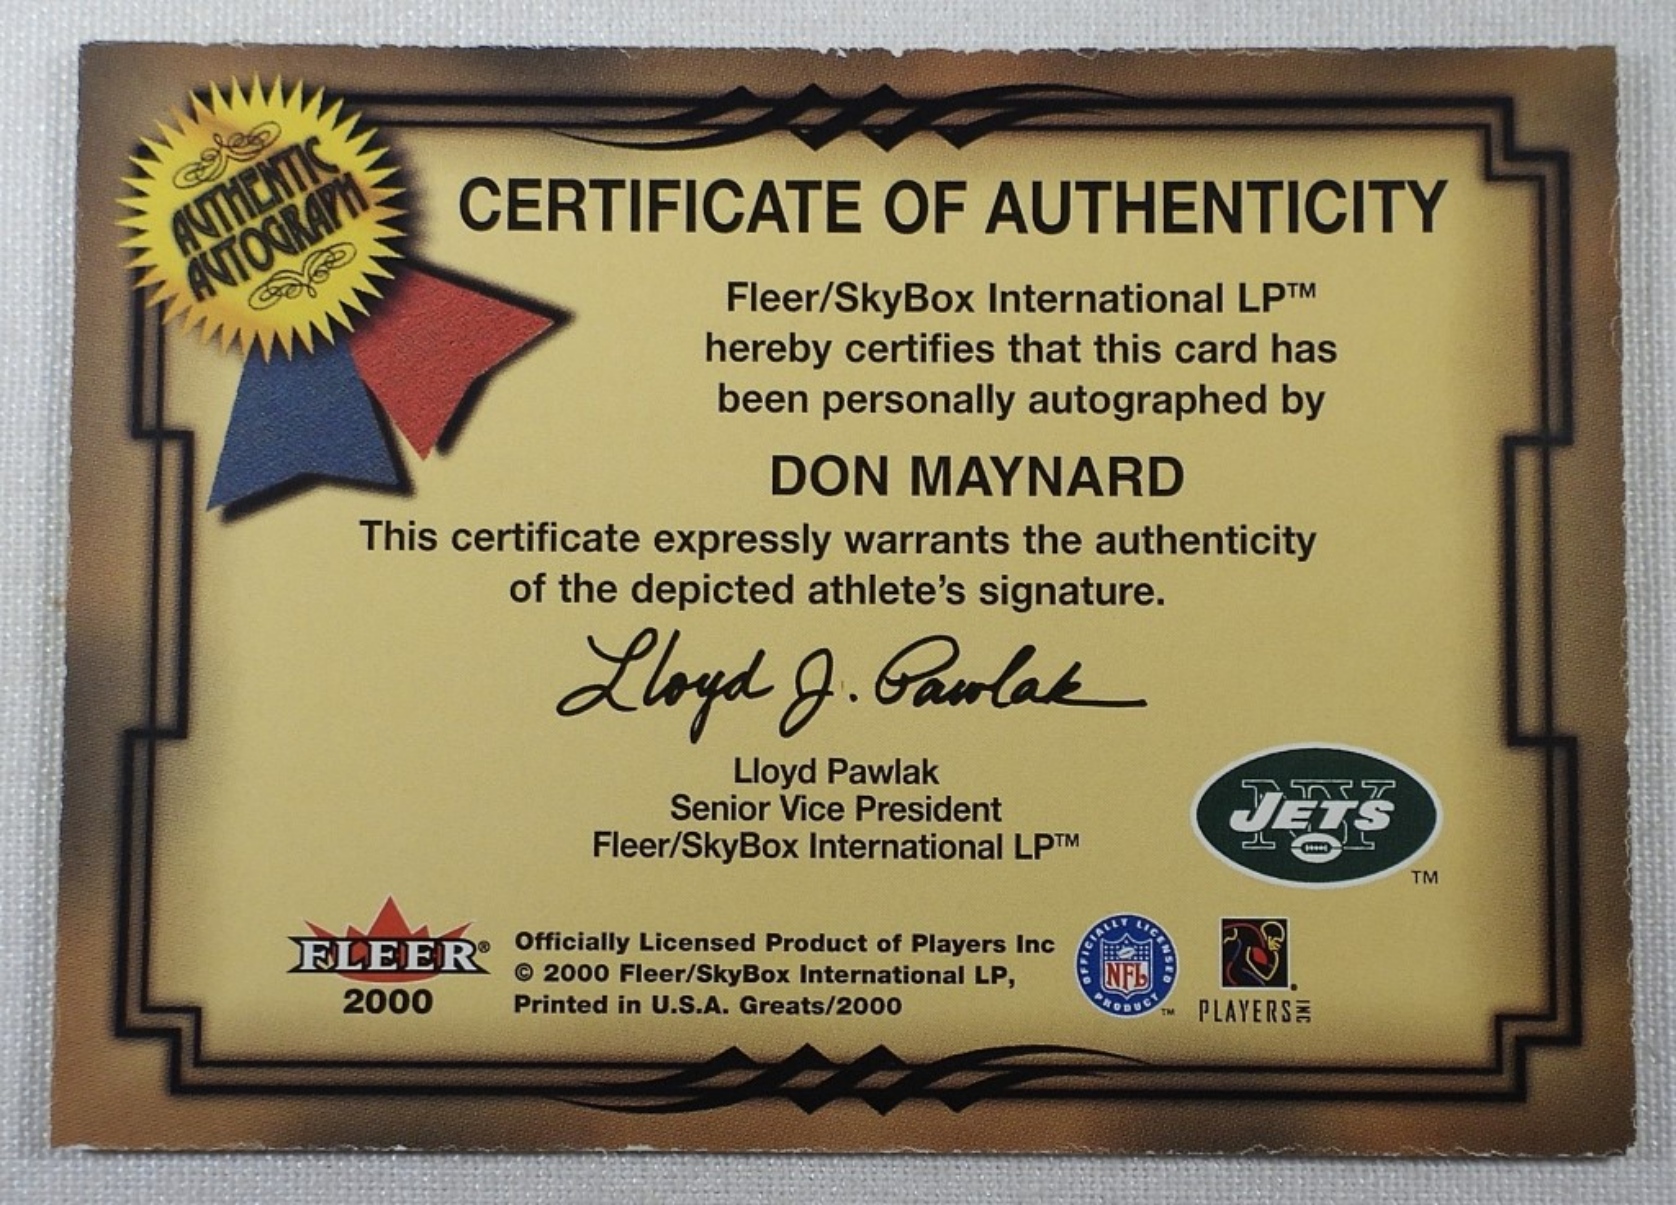 AUTHENTIC
AUTOGRAPH
CERTIFICATE OF AUTHENTICITY
Fleer/SkyBox International LP™
hereby certifies that this card has
been personally autographed by
DON MAYNARD
This certificate expressly warrants the authenticity
of the depicted athlete's signature.
Lloyd J. Pawlak
Lloyd Pawlak
Senior Vice President
Fleer/SkyBox International LP™
NY
JETS
TM
FLEER®
2000
Officially Licensed Product of Players Inc
© 2000 Fleer/SkyBox International LP,
Printed in U.S.A. Greats/2000
OFFICIALLY LICENSED
NFL
PRODUCT
TM
PLAYERS INC